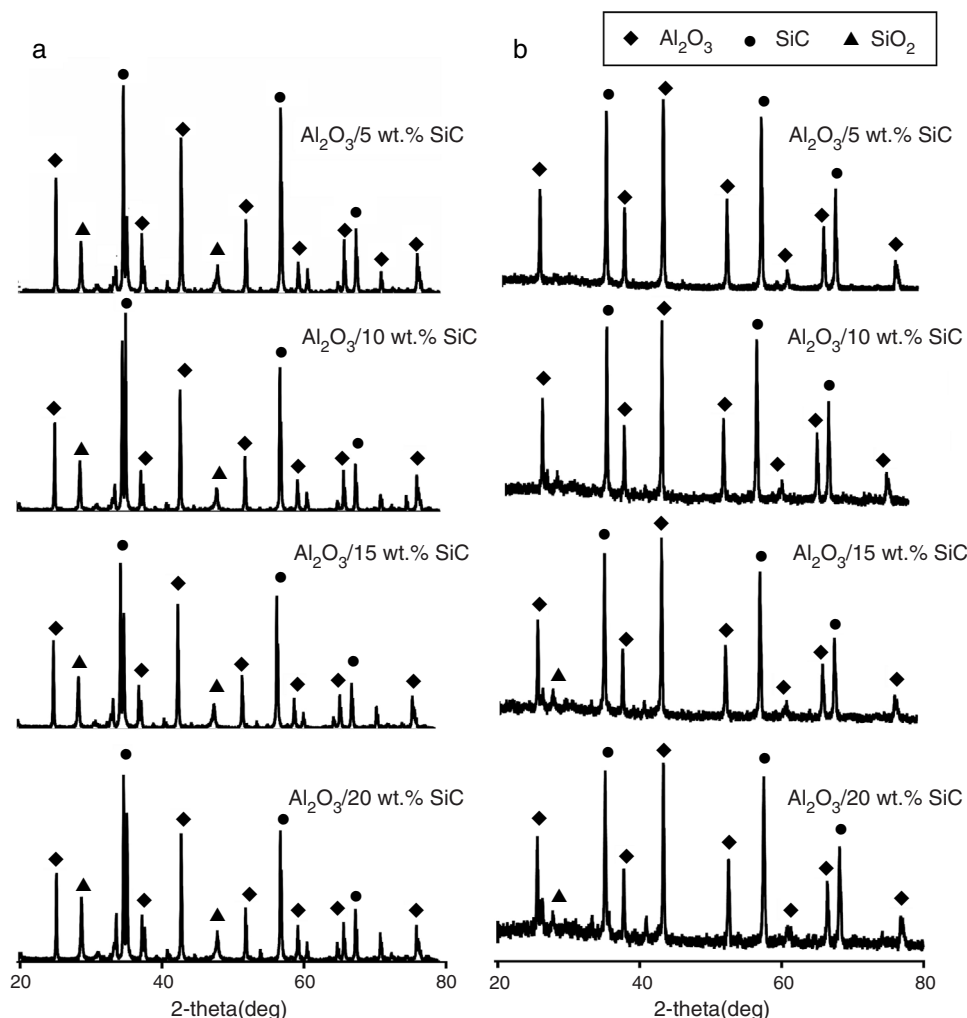 a
b
◆ Al₂O₃ ● SiC ▲ SiO₂
Al₂O₃/5 wt.% SiC
Al₂O₃/10 wt.% SiC
Al₂O₃/15 wt.% SiC
Al₂O₃/20 wt.% SiC
20 40 60 80
2-theta(deg)
Al₂O₃/5 wt.% SiC
Al₂O₃/10 wt.% SiC
Al₂O₃/15 wt.% SiC
Al₂O₃/20 wt.% SiC
20 40 60 80
2-theta(deg)